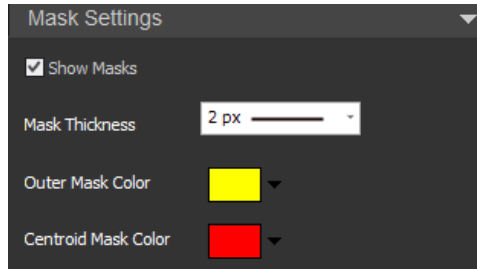 Mask Settings
Show Masks
Mask Thickness 2 px
Outer Mask Color
Centroid Mask Color